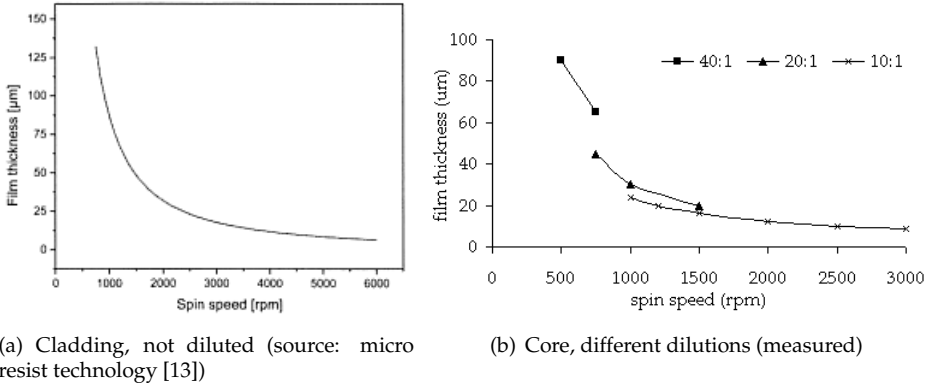 150
125
100
75
50
25
0
Film thickness [µm]
0 1000 2000 3000 4000 5000 6000
Spin speed [rpm]
100
80
60
40
20
0
film thickness (um)
40:1 20:1 10:1
0 500 1000 1500 2000 2500 3000
spin speed (rpm)
(a) Cladding, not diluted (source: micro
resist technology [13])
(b) Core, different dilutions (measured)